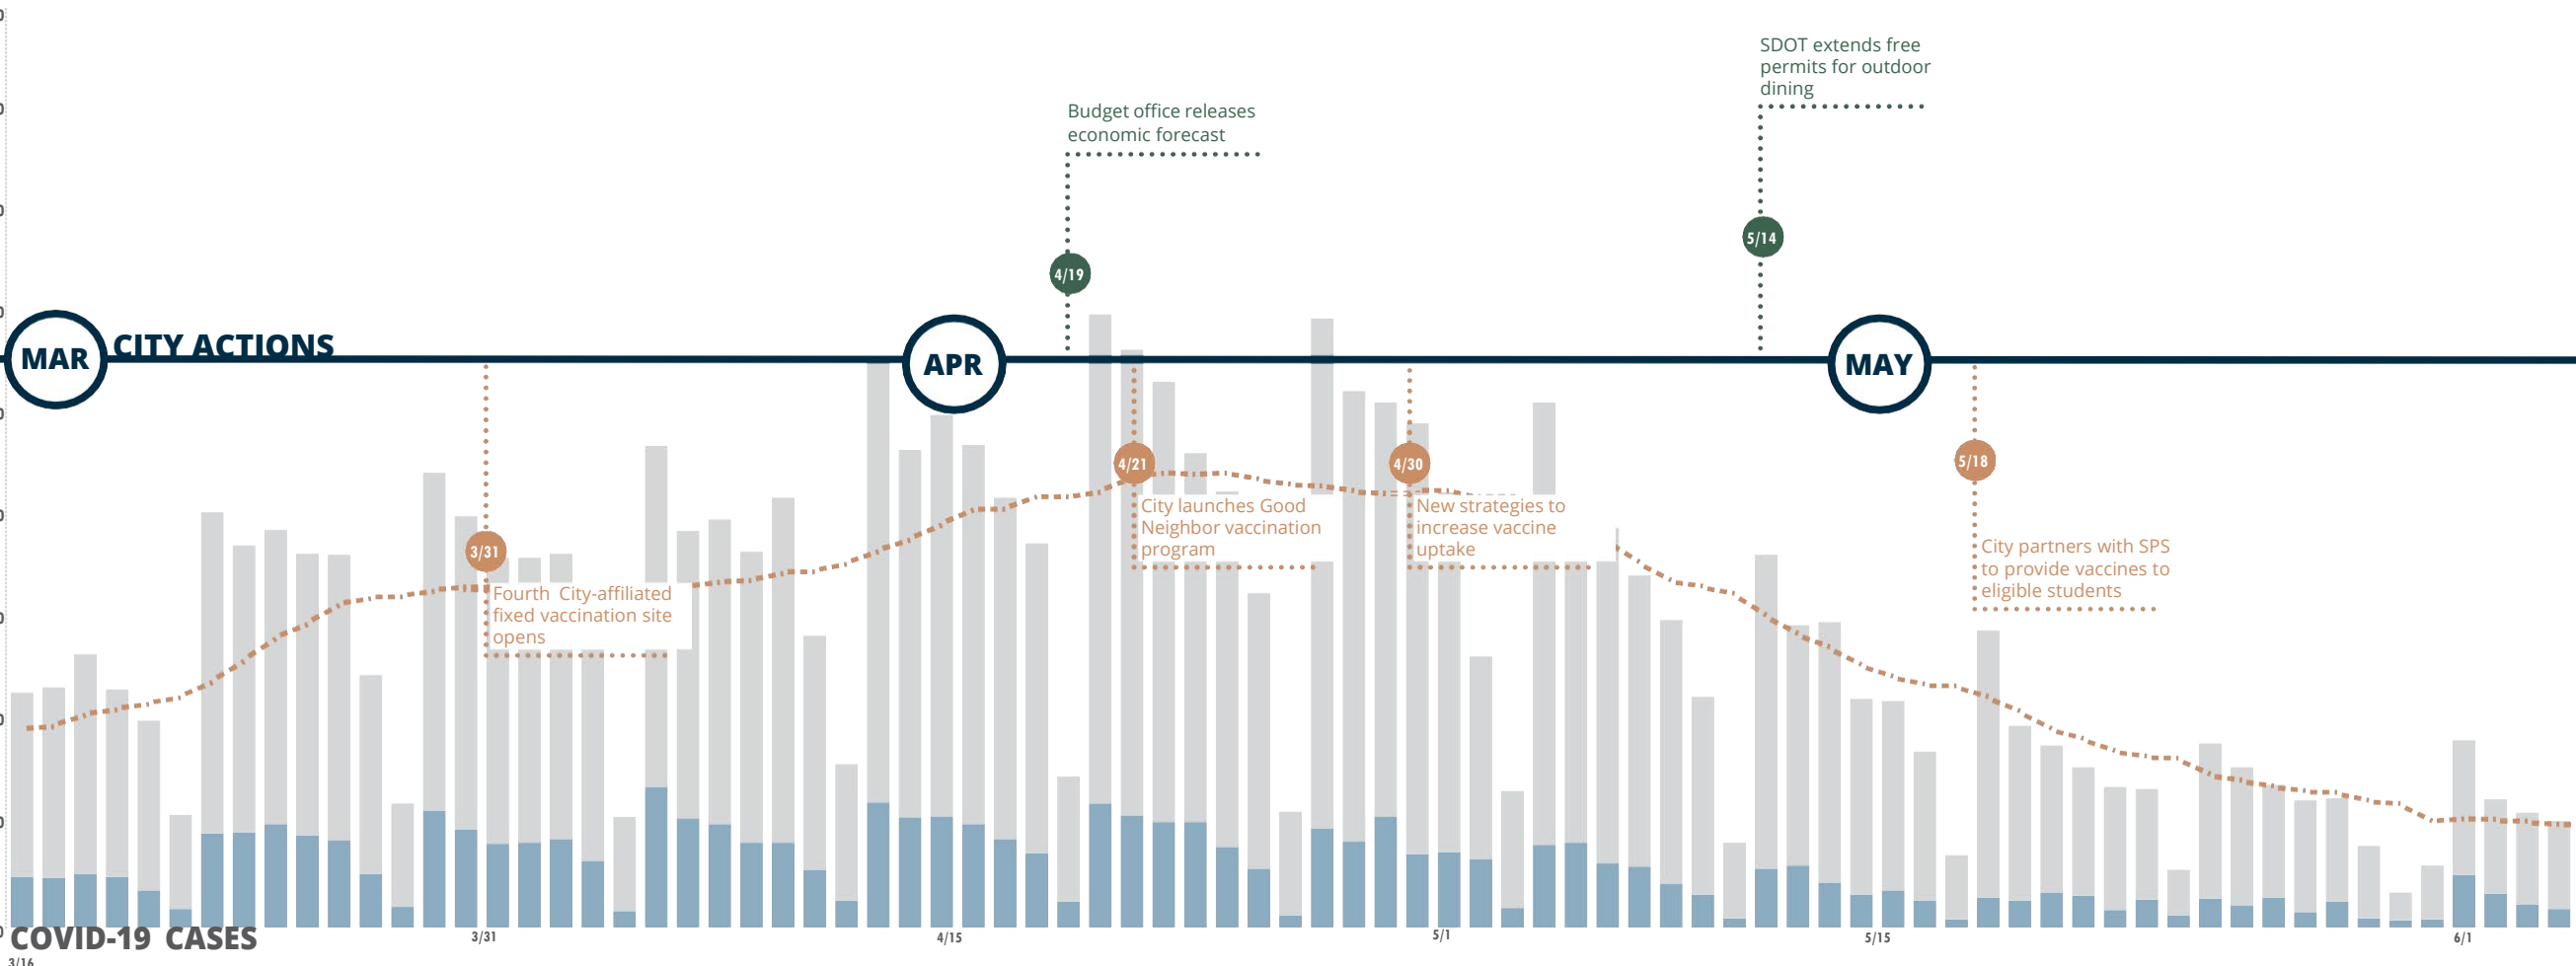 SDOT extends free
permits for outdoor
dining
Budget office releases
economic forecast
5/14
4/19
MAR
CITY ACTIONS
APR
MAY
4/21
4/30
5/18
City launches Good
Neighbor vaccination
program
New strategies to
increase vaccine
uptake
3/31
City partners with SPS
to provide vaccines to
eligible students
Fourth City-affiliated
fixed vaccination site
opens
COVID-19 CASES
3/16
3/31
4/15
5/1
5/15
6/1